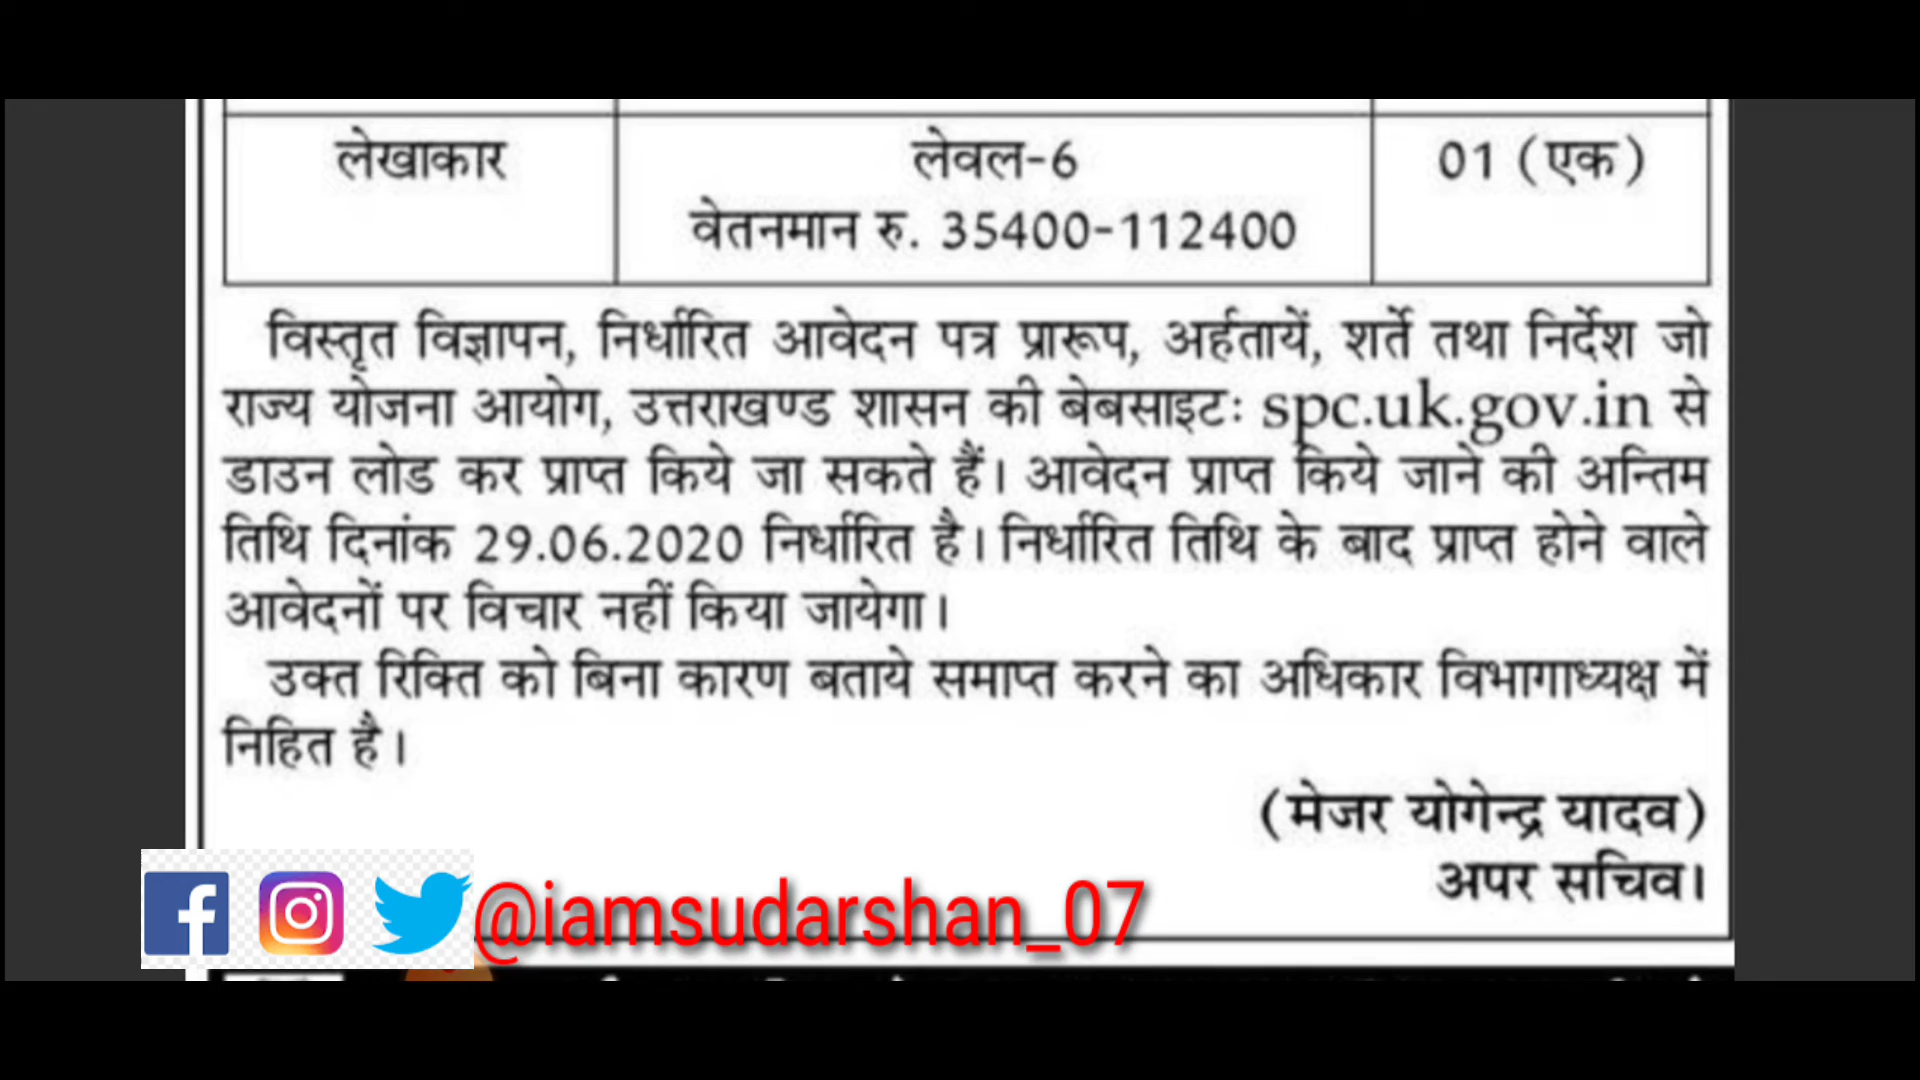 लेखाकार
लेवल-6
वेतनमान रु. 35400-112400
01 (एक)
विस्तृत विज्ञापन, निर्धारित आवेदन पत्र प्रारूप, अर्हतायें, शर्ते तथा निर्देश जो
राज्य योजना आयोग, उत्तराखण्ड शासन की बेबसाइटः spc.uk.gov.in से
डाउन लोड कर प्राप्त किये जा सकते हैं। आवेदन प्राप्त किये जाने की अन्तिम
तिथि दिनांक 29.06.2020 निर्धारित है। निर्धारित तिथि के बाद प्राप्त होने वाले
आवेदनों पर विचार नहीं किया जायेगा।
उक्त रिक्ति को बिना कारण बताये समाप्त करने का अधिकार विभागाध्यक्ष में
निहित है।
(मेजर योगेन्द्र यादव)
अपर सचिव।
@iamsudarshan_07